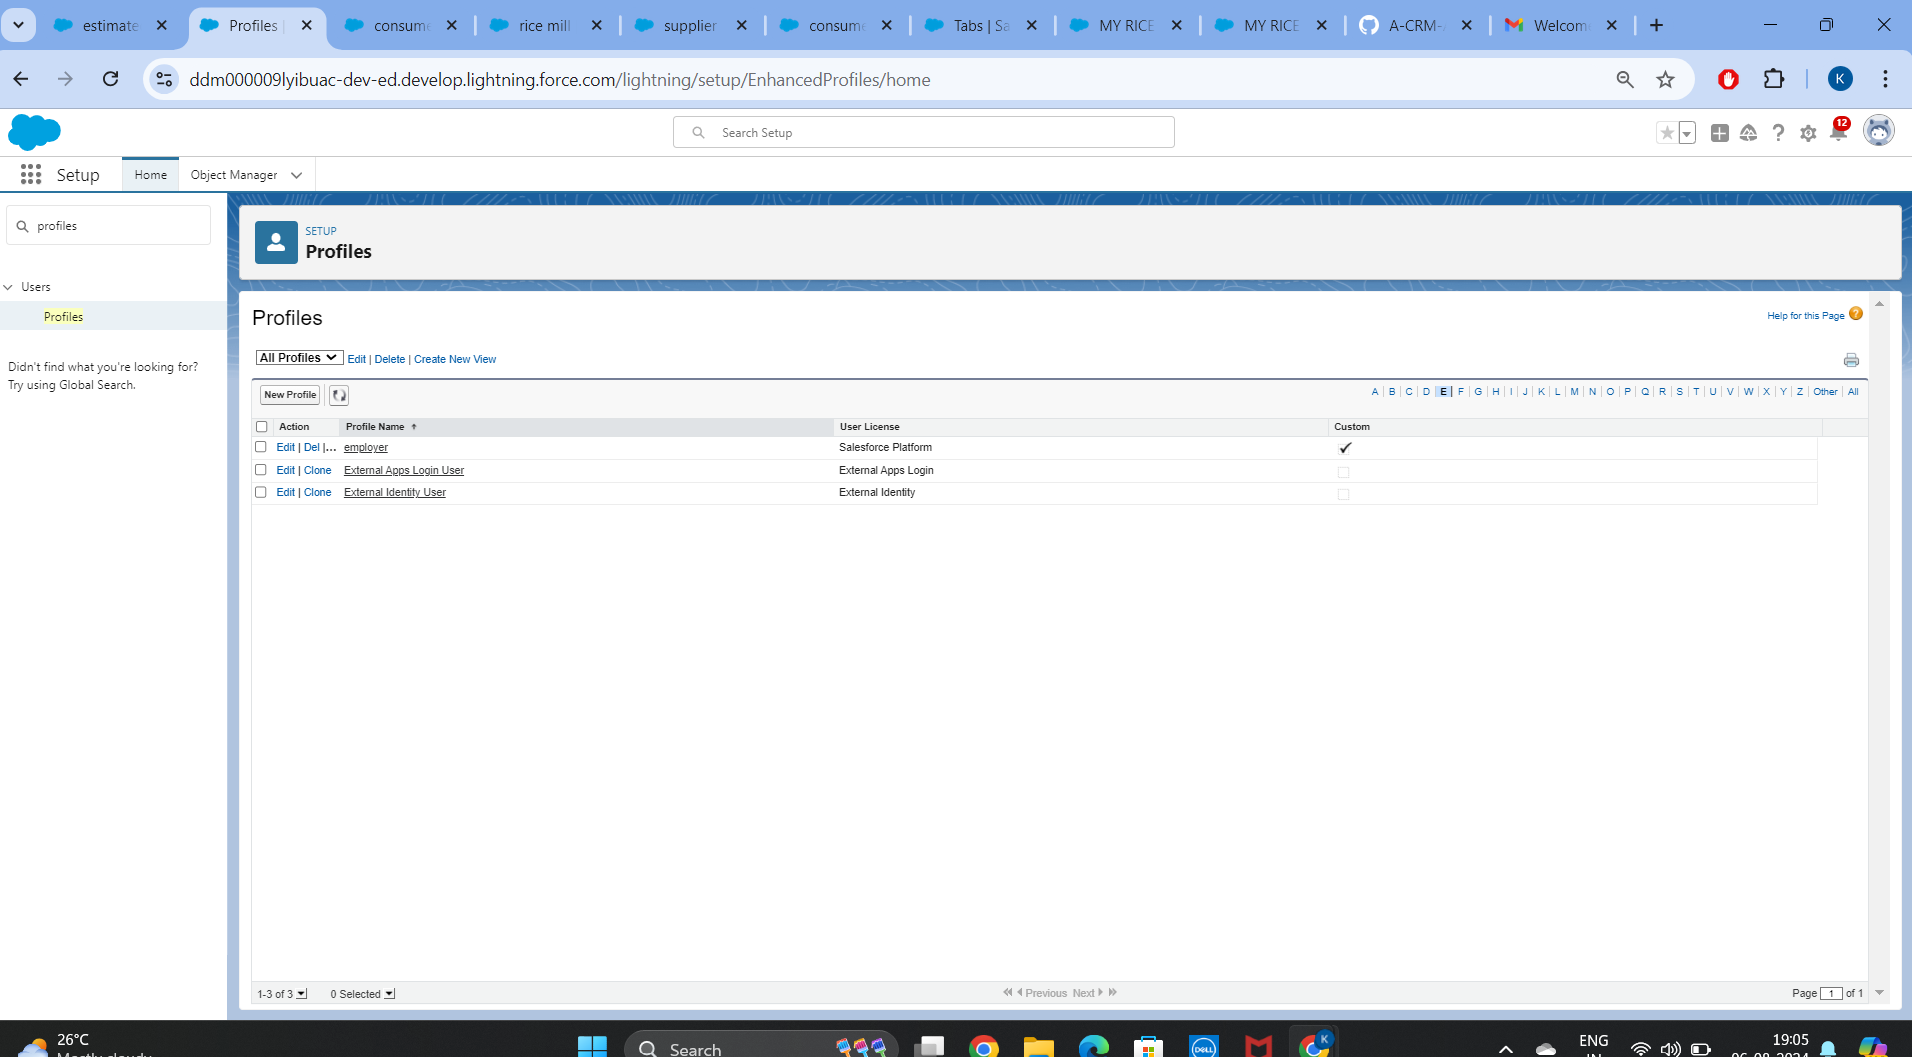 estimate
Profiles |
consume
rice mill
supplier
consume
Tabs | Sa
MY RICE
MY RICE
A-CRM-
Welcom
ddm000009lyibuac-dev-ed.develop.lightning.force.com/lightning/setup/EnhancedProfiles/home
K
Search Setup
12
Setup
Home
Object Manager
profiles
Users
Profiles
Didn't find what you're looking for?
Try using Global Search.
SETUP
Profiles
Profiles
Help for this Page
All Profiles
Edit | Delete | Create New View
New Profile
A | B | C | D | E | F | G | H | I | J | K | L | M | N | O | P | Q | R | S | T | U | V | W | X | Y | Z | Other | All
Action Profile Name User License Custom
Edit | Del |... employer Salesforce Platform
Edit | Clone External Apps Login User External Apps Login
Edit | Clone External Identity User External Identity
1-3 of 3 0 Selected Previous Next Page 1 of 1
26°C
Mostly cloudy
Search
DELL
K
ENG
IN
19:05
06-08-2024